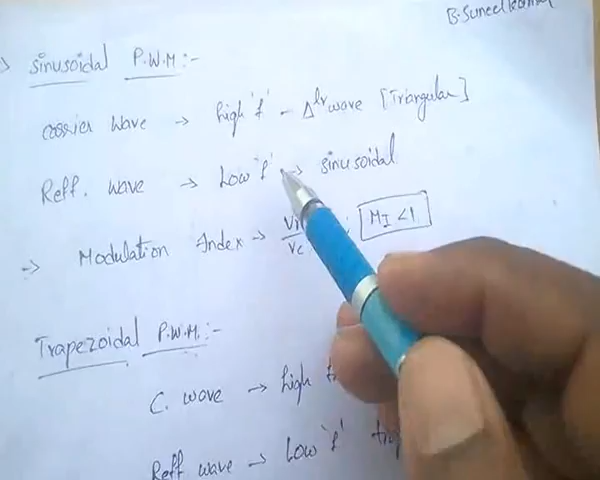 B. Suneel kumar
sinusoidal P.W.M:-
carrier wave → high 'f' - Δlr wave [Triangular]
Reff. wave → Low 'f' → sinusoidal
→ Modulation Index → Vr/Vc ; MI < 1
Trapezoidal P.W.M:-
C. wave → high
Reff wave → Low 'f'